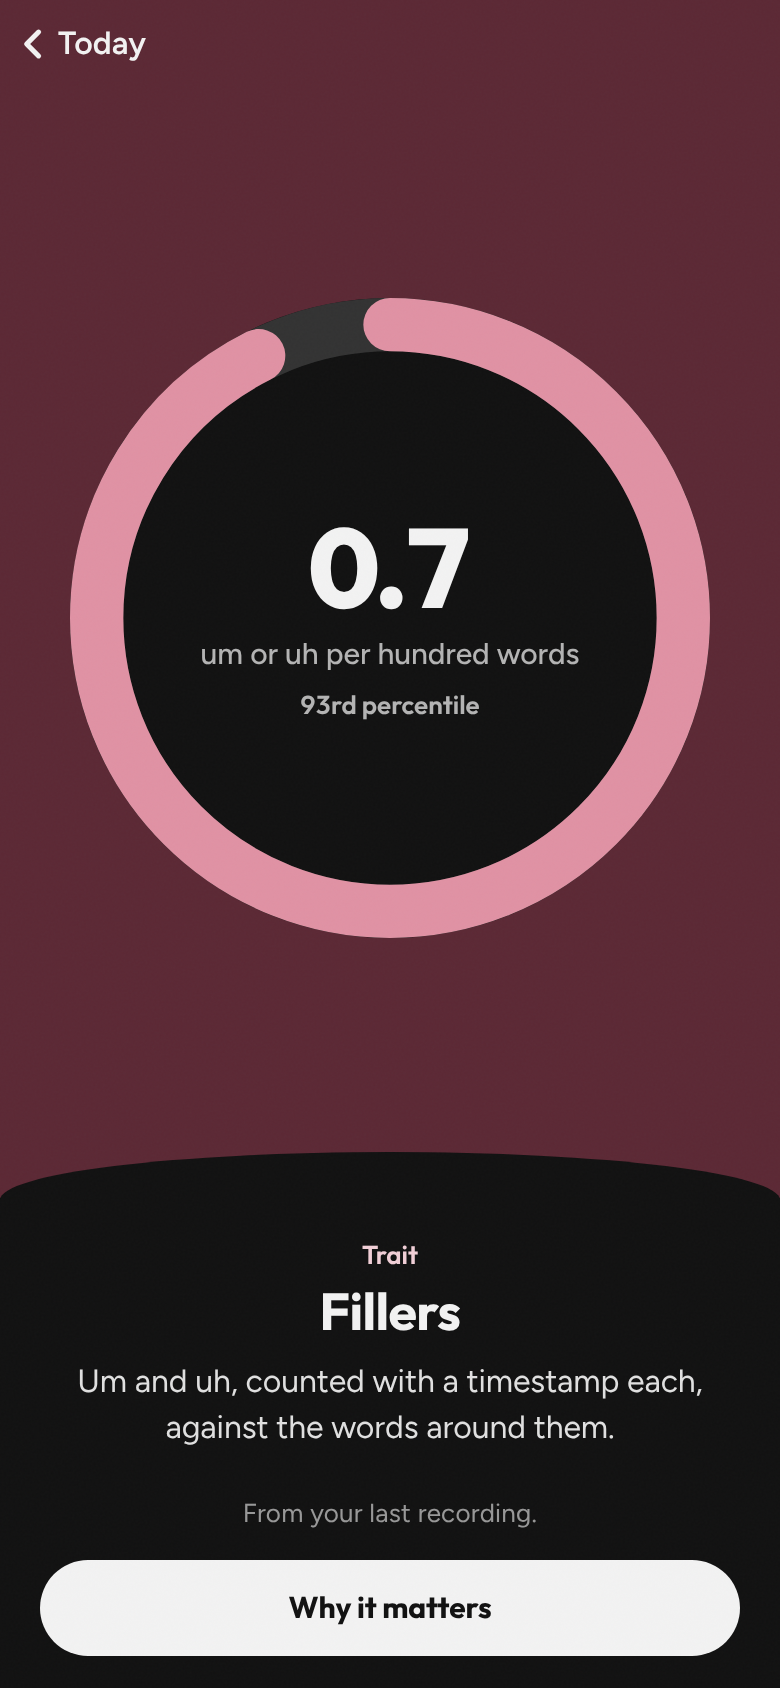 Today
0.7
um or uh per hundred words
93rd percentile
Trait
Fillers
Um and uh, counted with a timestamp each,
against the words around them.
From your last recording.
Why it matters